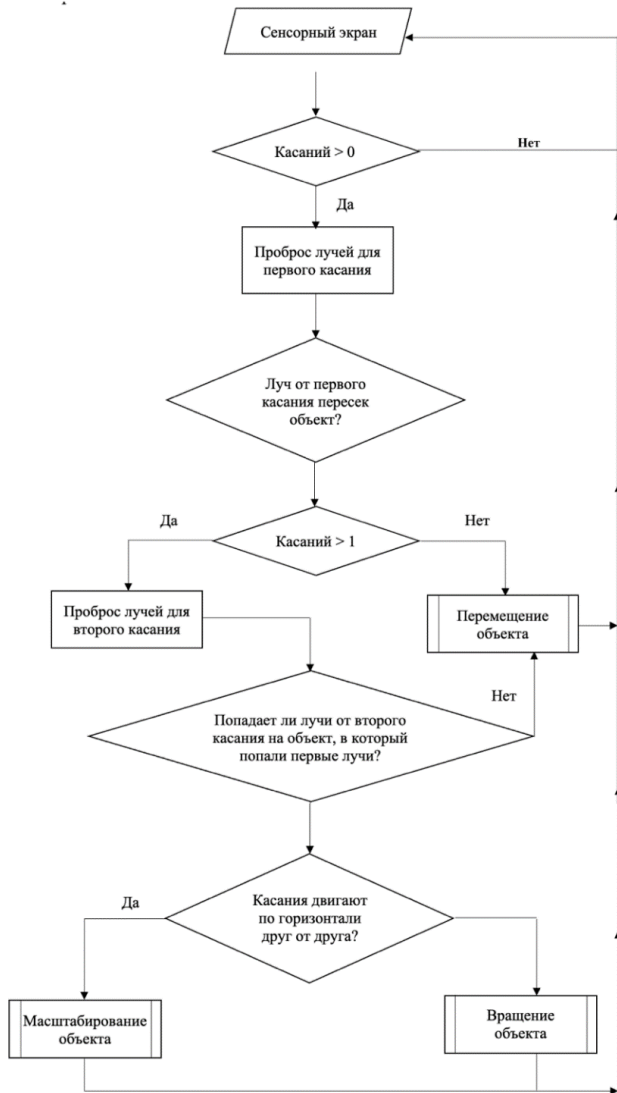 Сенсорный экран
Касаний > 0
Нет
Да
Проброс лучей для
первого касания
Луч от первого
касания пересек
объект?
Да
Касаний > 1
Нет
Проброс лучей для
второго касания
Перемещение
объекта
Нет
Попадает ли лучи от второго
касания на объект, в который
попали первые лучи?
Да
Касания двигают
по горизонтали
друг от друга?
Масштабирование
объекта
Вращение
объекта